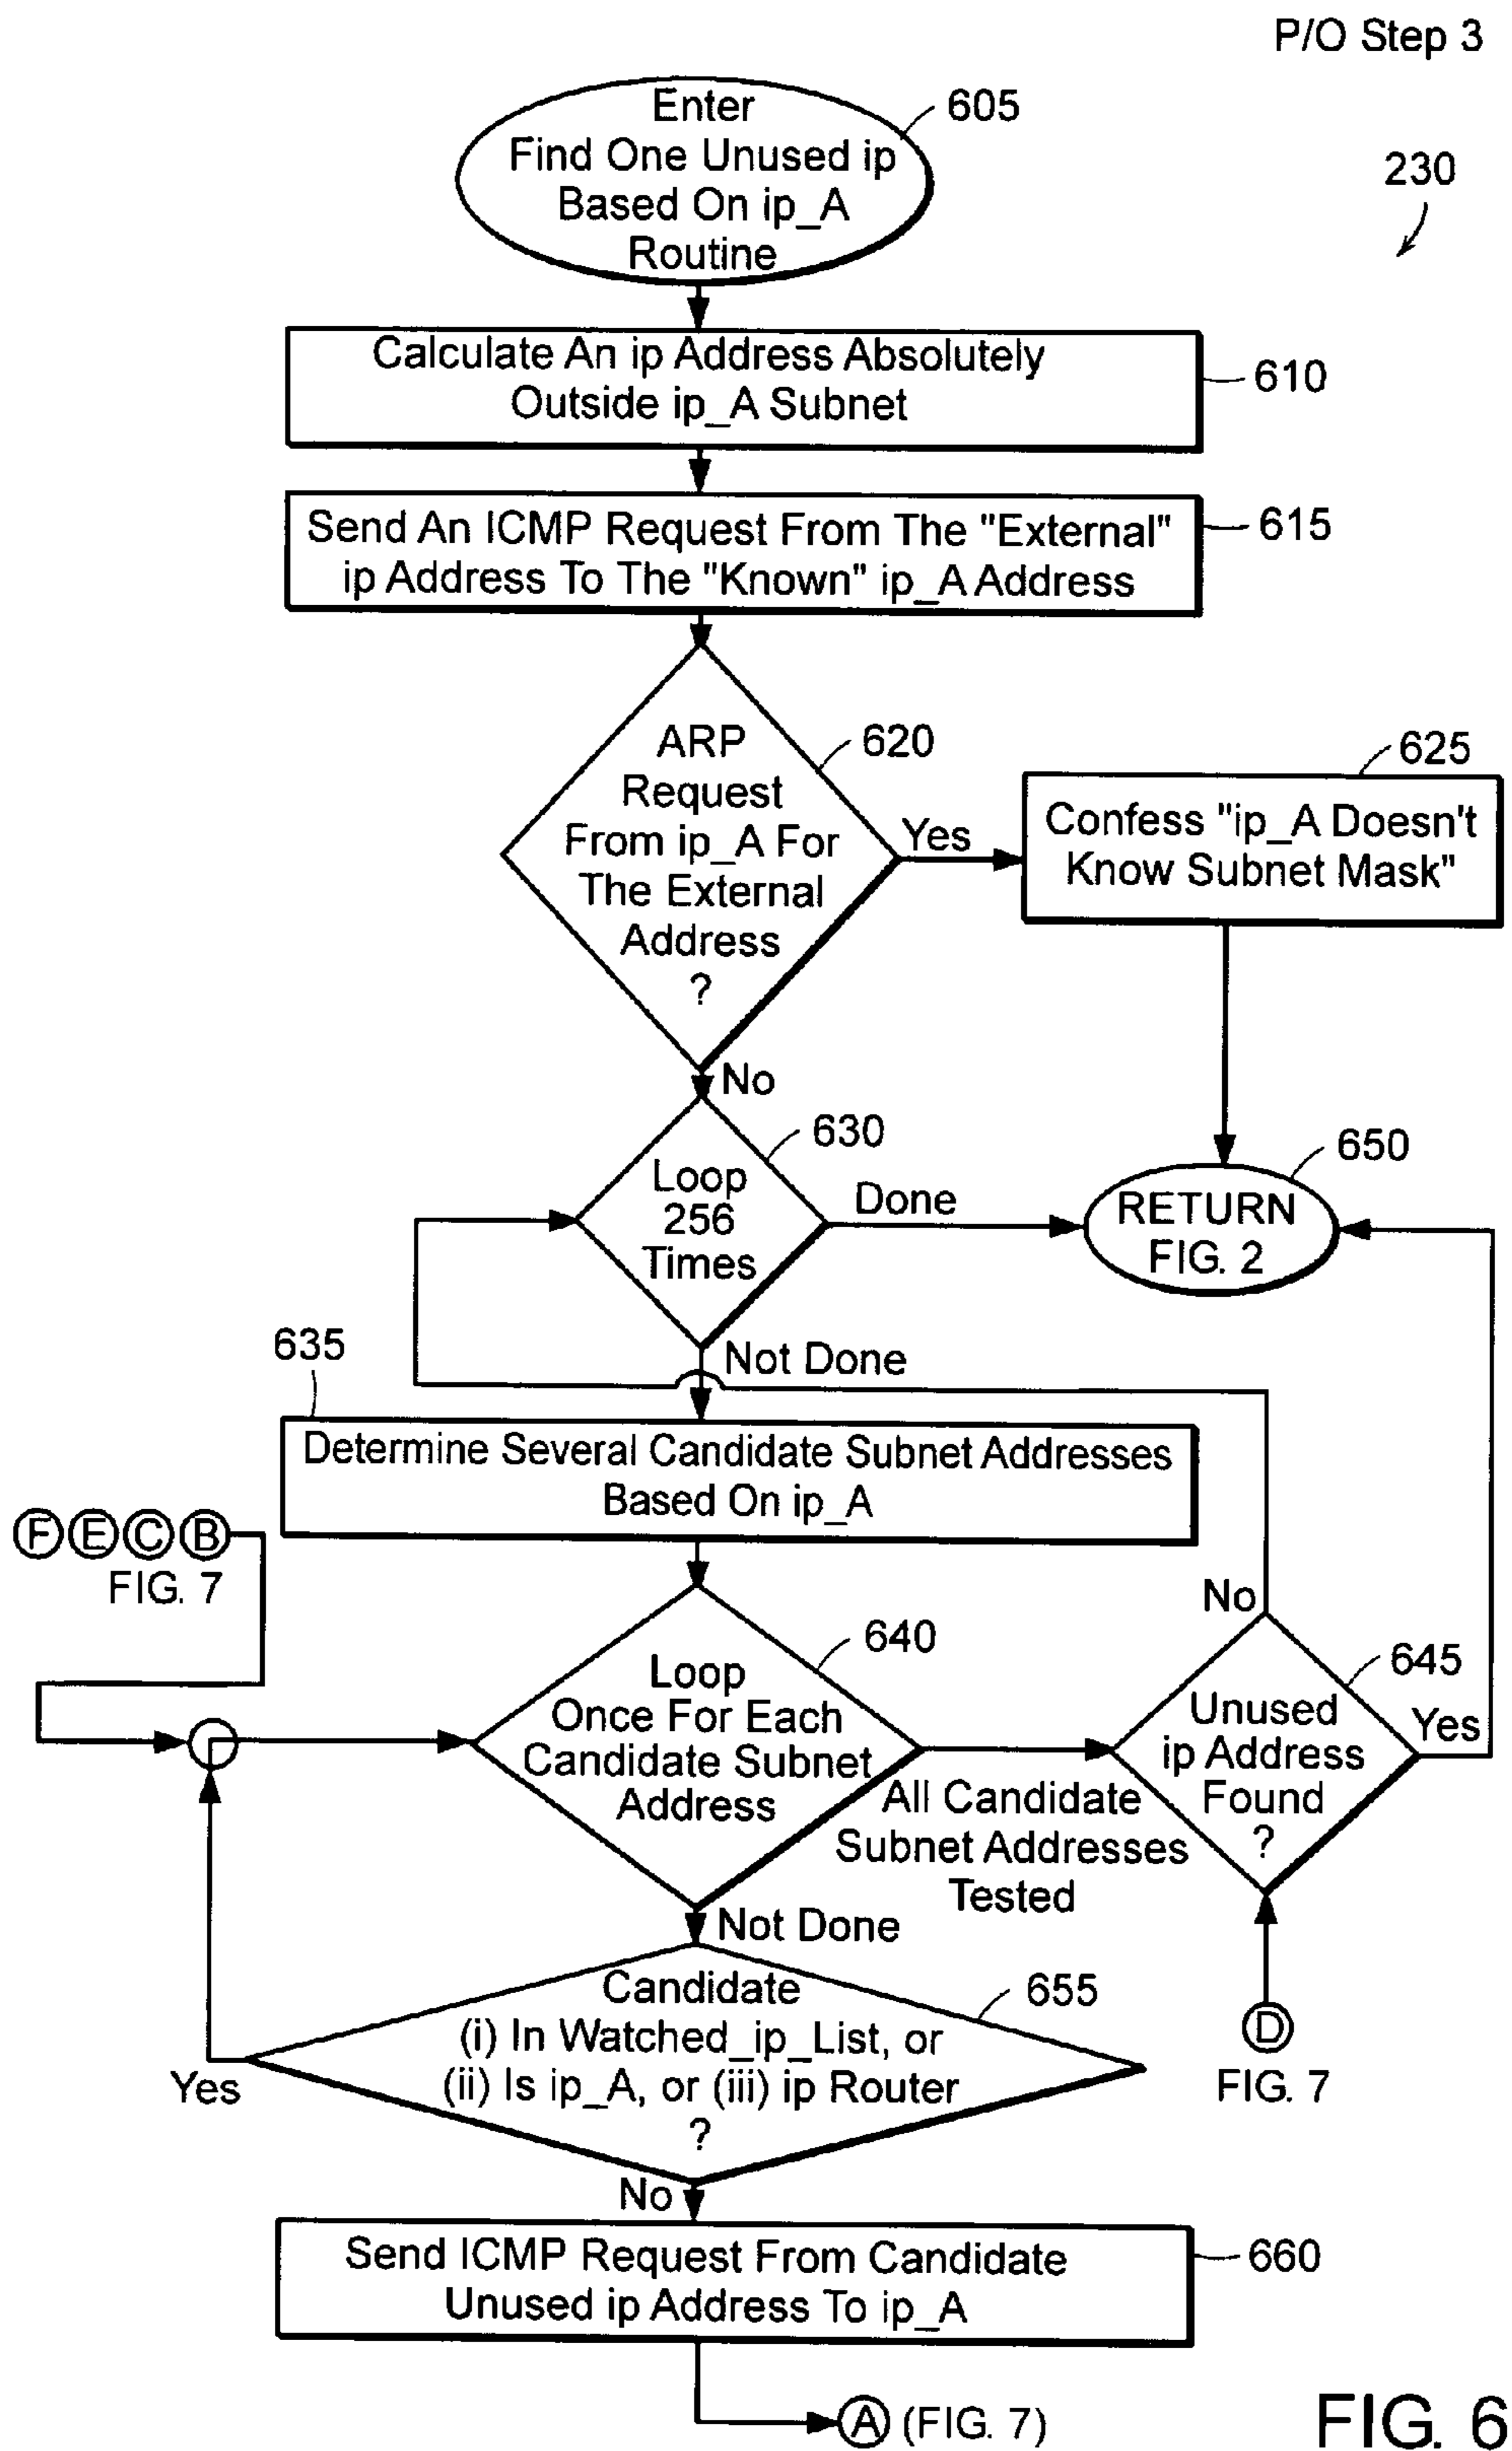 P/O Step 3
Enter
Find One Unused ip
Based On ip_A
Routine
605
230
Calculate An ip Address Absolutely
Outside ip_A Subnet
610
Send An ICMP Request From The "External"
ip Address To The "Known" ip_A Address
615
ARP
Request
From ip_A For
The External
Address
?
620
Yes
625
Confess "ip_A Doesn't
Know Subnet Mask"
No
630
Loop
256
Times
Done
650
RETURN
FIG. 2
Not Done
635
Determine Several Candidate Subnet Addresses
Based On ip_A
F E C B
FIG. 7
640
Loop
Once For Each
Candidate Subnet
Address
All Candidate
Subnet Addresses
Tested
No
645
Unused
ip Address
Found
?
Yes
Not Done
D
FIG. 7
655
Candidate
(i) In Watched_ip_List, or
(ii) Is ip_A, or (iii) ip Router
?
Yes
No
Send ICMP Request From Candidate
Unused ip Address To ip_A
660
A (FIG. 7)
FIG. 6